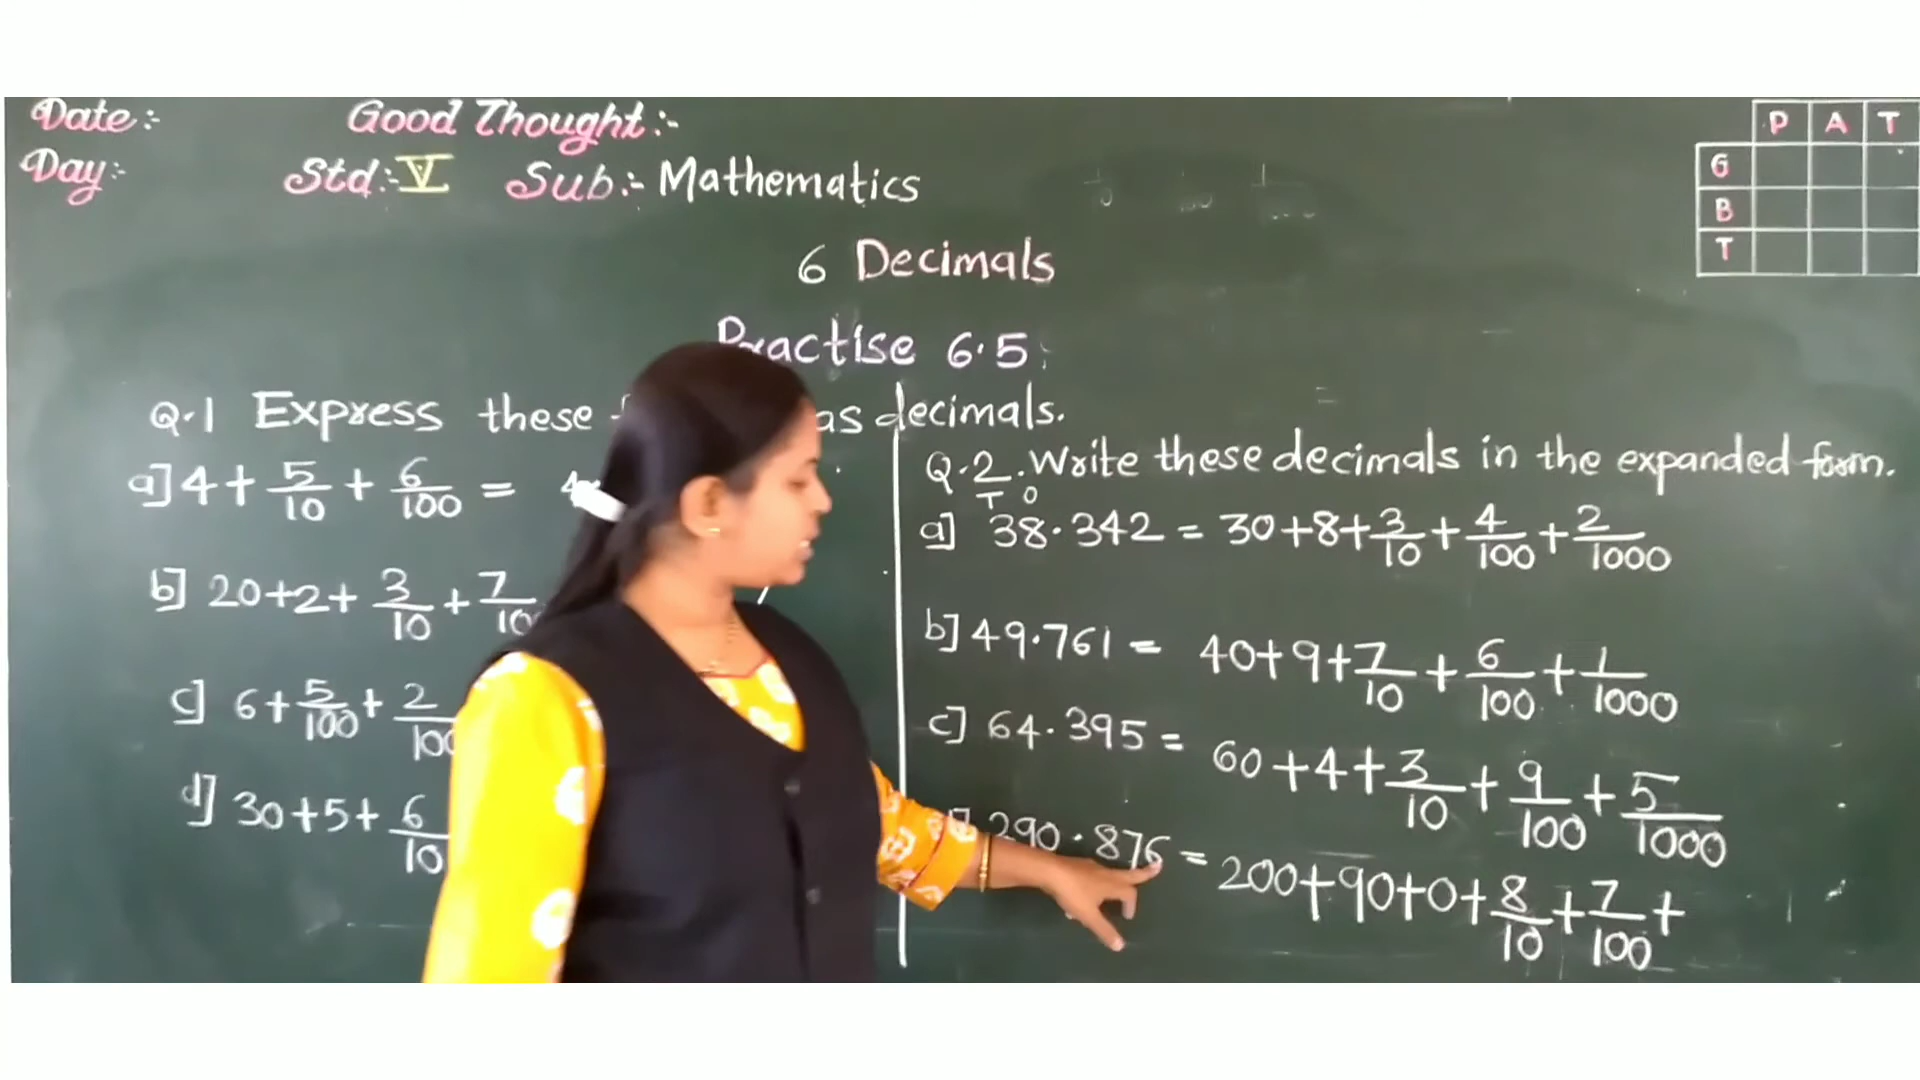 Date:- Good Thought:-
Day:- Std:- V Sub:- Mathematics
P A T
G
B
T
6 Decimals
Practise 6.5
Q.1 Express these as decimals.
a] 4 + 5/10 + 6/100 = 4
b] 20+2+ 3/10 + 7/10
c] 6+ 5/100 + 2/100
d] 30+5+ 6/10
Q.2. Write these decimals in the expanded form.
T O
a] 38.342 = 30+8+ 3/10 + 4/100 + 2/1000
b] 49.761 = 40+9+ 7/10 + 6/100 + 1/1000
c] 64.395 = 60+4+ 3/10 + 9/100 + 5/1000
290.876 = 200+90+0+ 8/10 + 7/100 +